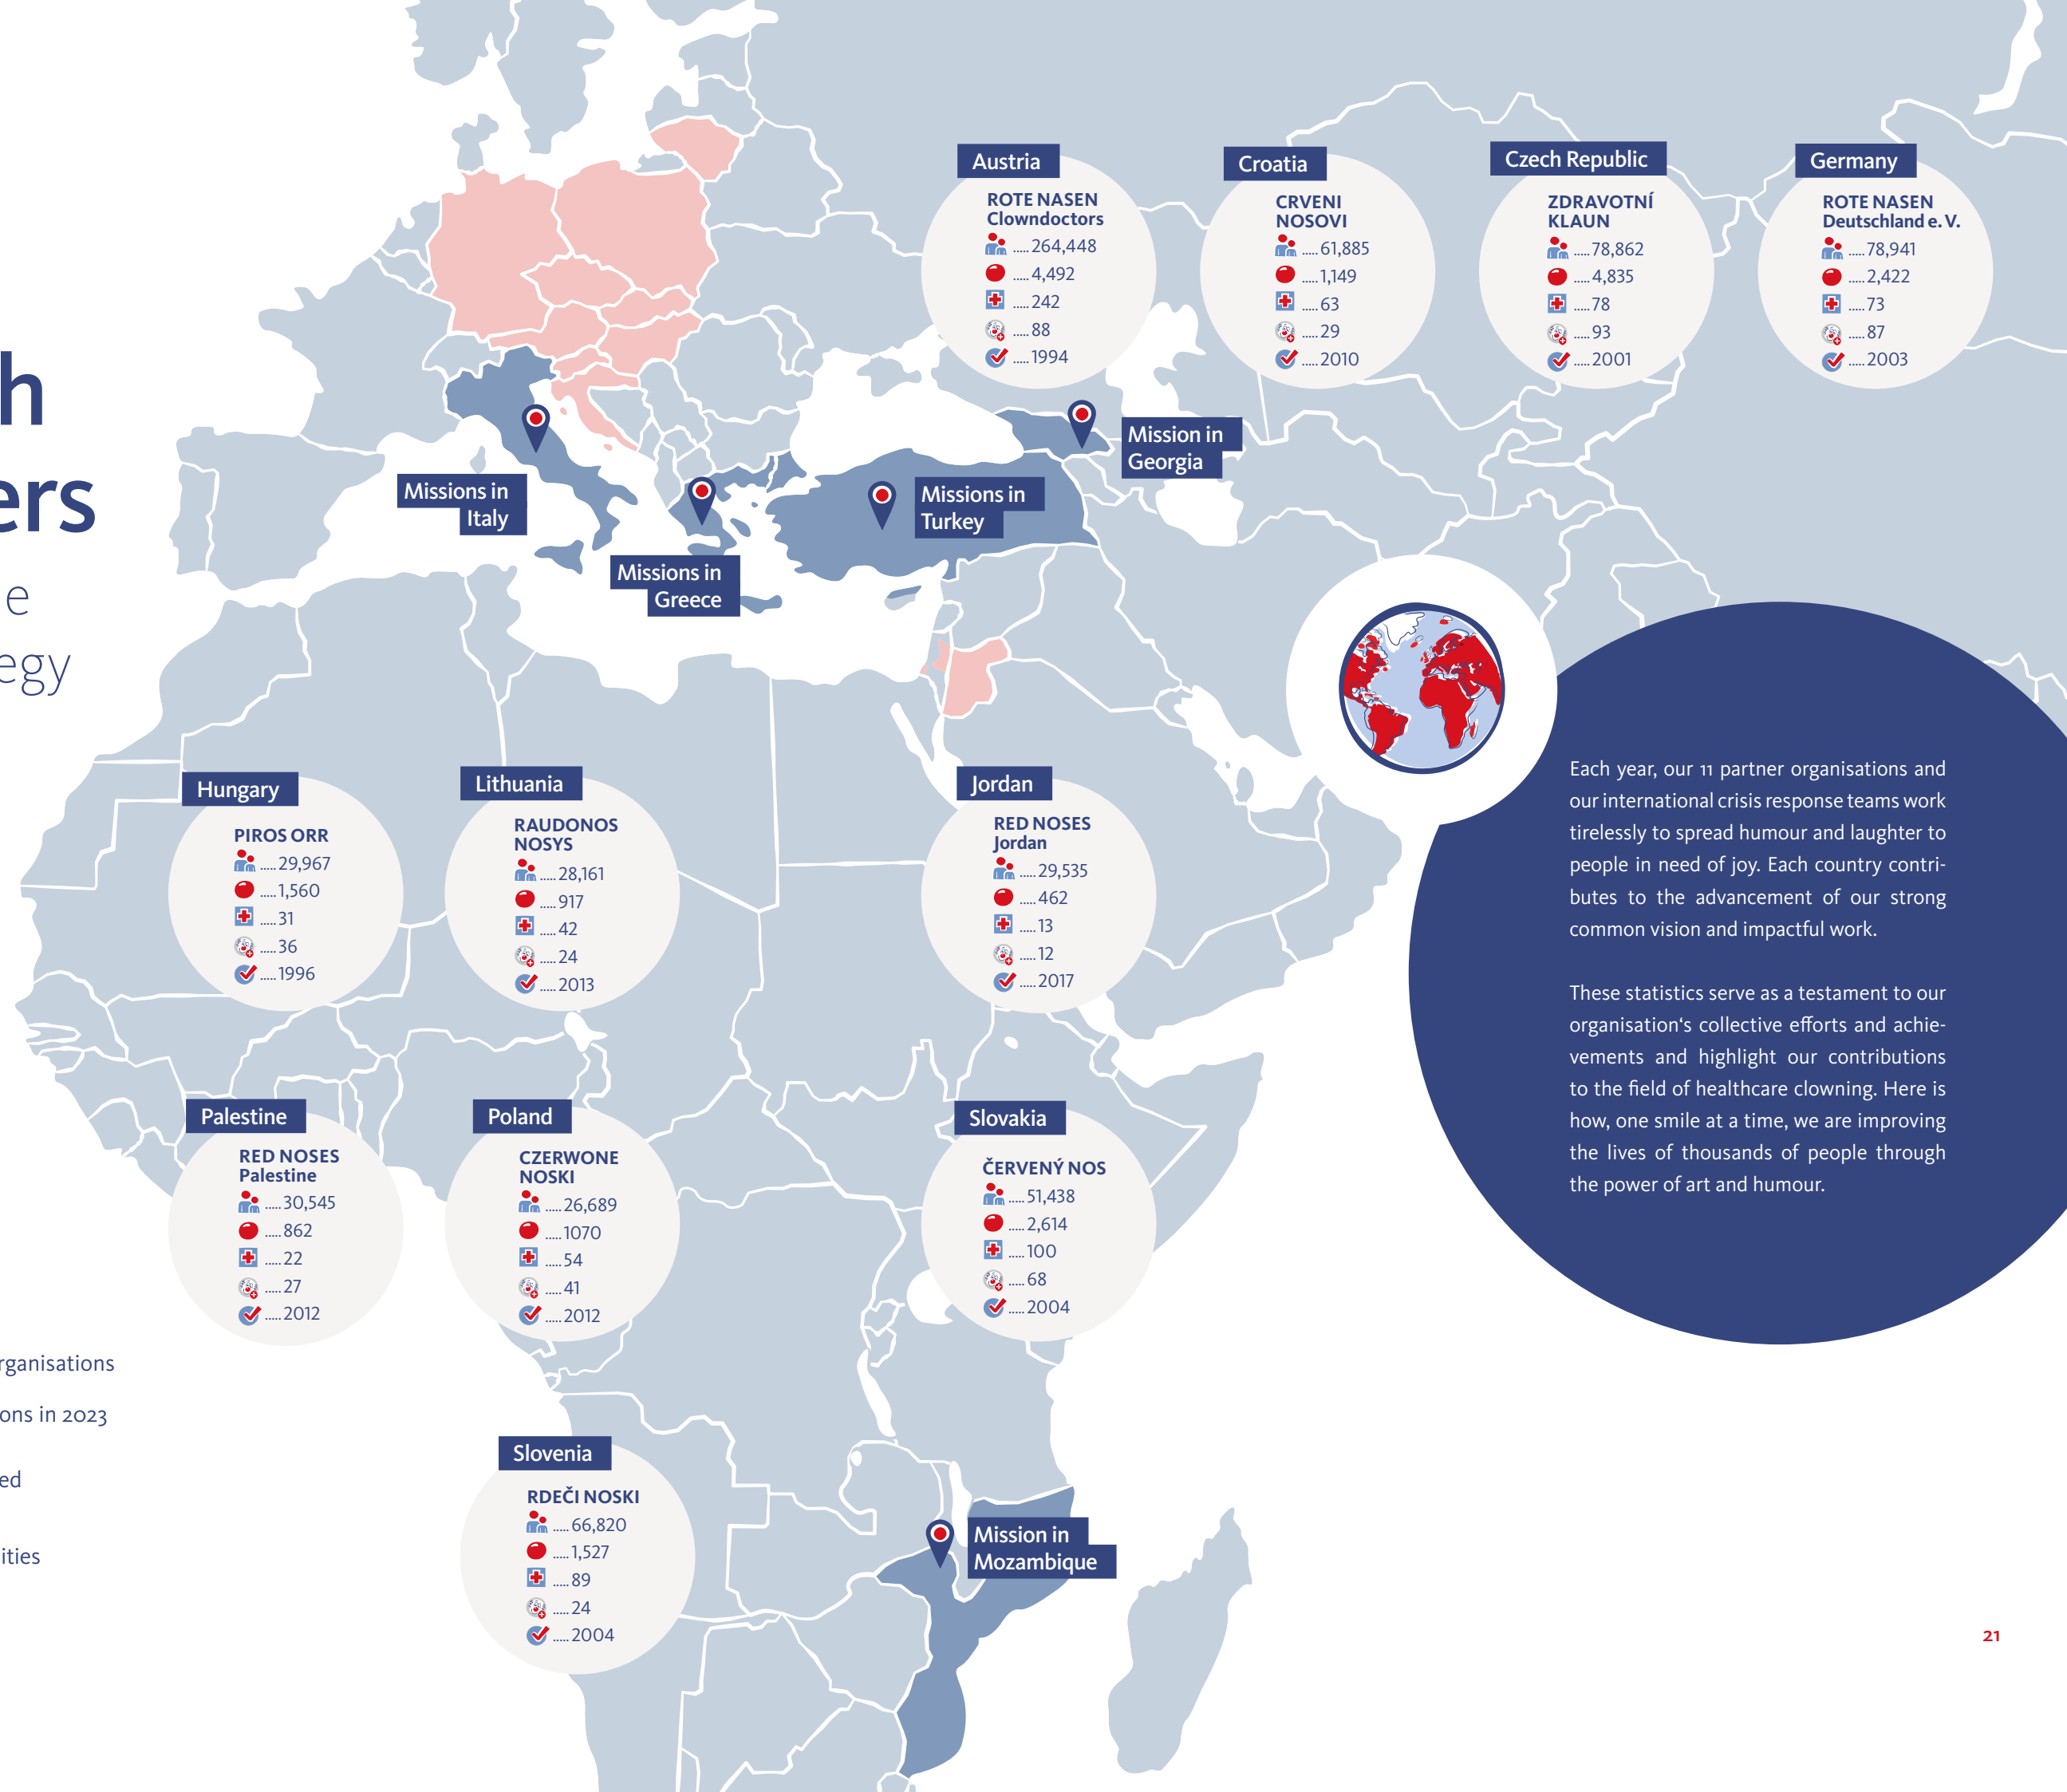 h
ers
e
egy
Austria
ROTE NASEN
Clowndoctors
.....264,448
.....4,492
.....242
.....88
.....1994
Croatia
CRVENI
NOSOVI
.....61,885
.....1,149
.....63
.....29
.....2010
Czech Republic
ZDRAVOTNÍ
KLAUN
.....78,862
.....4,835
.....78
.....93
.....2001
Germany
ROTE NASEN
Deutschland e. V.
.....78,941
.....2,422
.....73
.....87
.....2003
Missions in
Italy
Missions in
Greece
Missions in
Turkey
Mission in
Georgia
Hungary
PIROS ORR
.....29,967
.....1,560
.....31
.....36
.....1996
Lithuania
RAUDONOS
NOSYS
.....28,161
.....917
.....42
.....24
.....2013
Jordan
RED NOSES
Jordan
.....29,535
.....462
.....13
.....12
.....2017
Each year, our 11 partner organisations and
our international crisis response teams work
tirelessly to spread humour and laughter to
people in need of joy. Each country contri-
butes to the advancement of our strong
common vision and impactful work.
These statistics serve as a testament to our
organisation‘s collective efforts and achie-
vements and highlight our contributions
to the field of healthcare clowning. Here is
how, one smile at a time, we are improving
the lives of thousands of people through
the power of art and humour.
Palestine
RED NOSES
Palestine
.....30,545
.....862
.....22
.....27
.....2012
Poland
CZERWONE
NOSKI
.....26,689
.....1070
.....54
.....41
.....2012
Slovakia
ČERVENÝ NOS
.....51,438
.....2,614
.....100
.....68
.....2004
rganisations
ons in 2023
ed
ities
Slovenia
RDEČI NOSKI
.....66,820
.....1,527
.....89
.....24
.....2004
Mission in
Mozambique
21